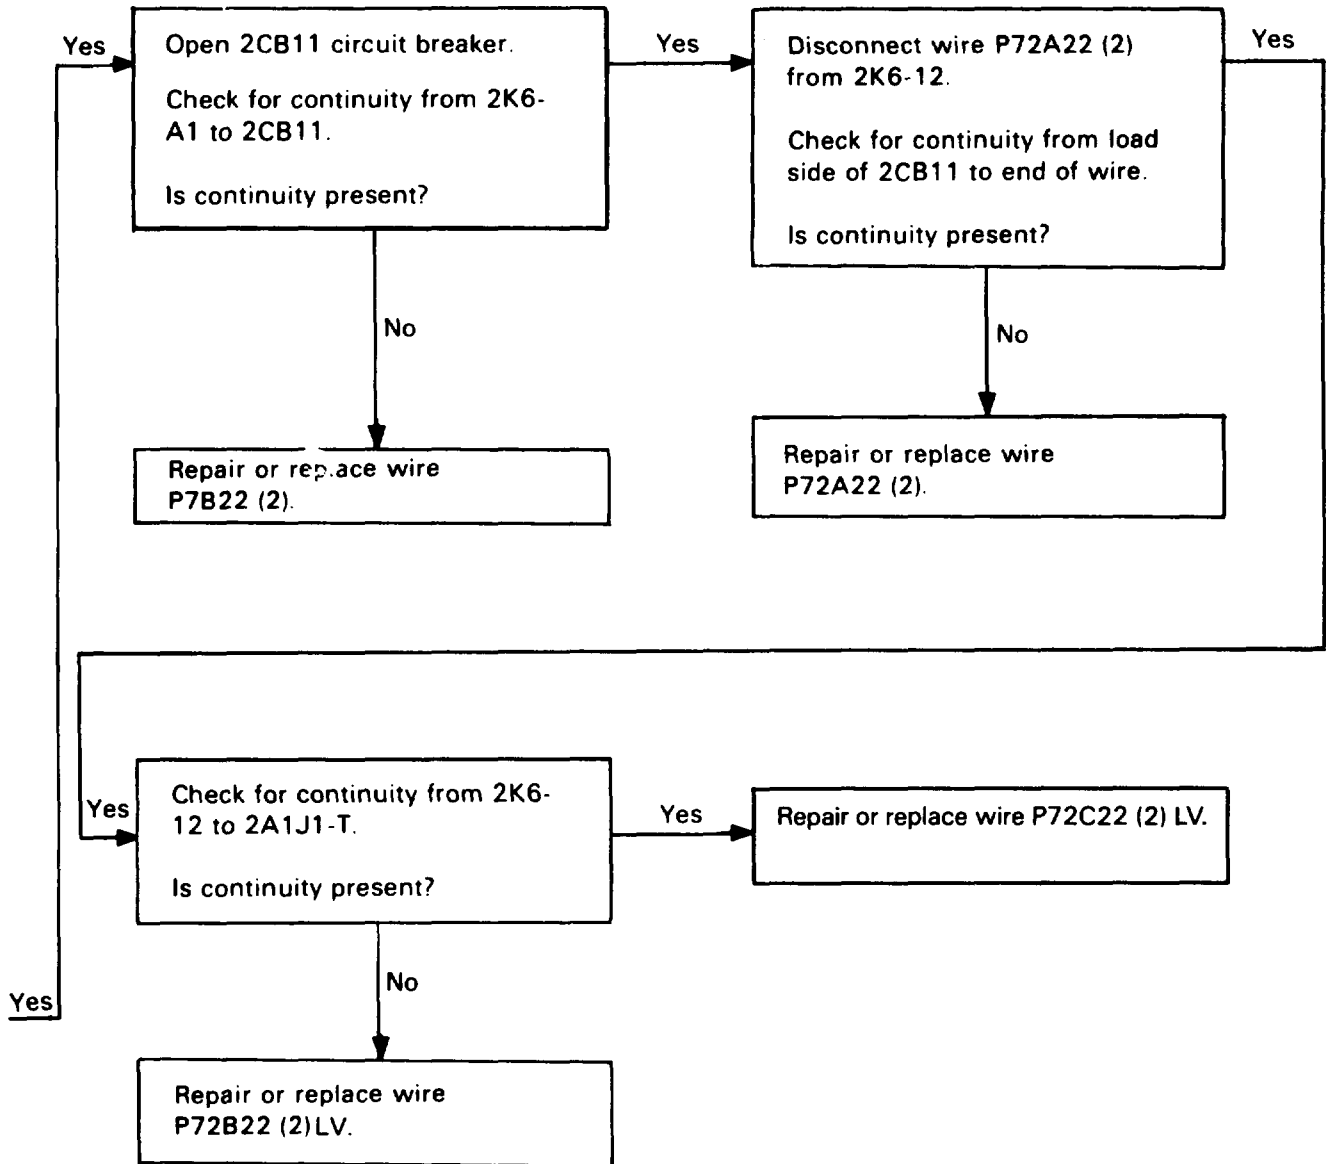 Yes
Open 2CB11 circuit breaker.
Check for continuity from 2K6-
A1 to 2CB11.
Is continuity present?
Yes
Disconnect wire P72A22 (2)
from 2K6-12.
Check for continuity from load
side of 2CB11 to end of wire.
Is continuity present?
Yes
No
No
Repair or replace wire
P7B22 (2).
Repair or replace wire
P72A22 (2).
Yes
Check for continuity from 2K6-
12 to 2A1J1-T.
Is continuity present?
Yes
Repair or replace wire P72C22 (2) LV.
No
Yes
Repair or replace wire
P72B22 (2) LV.